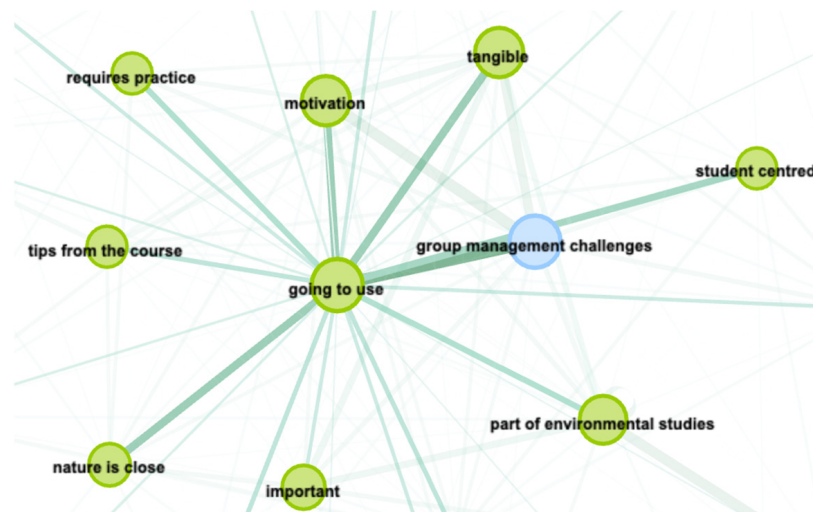 tangible
requires practice
motivation
student centred
group management challenges
tips from the course
going to use
part of environmental studies
nature is close
important